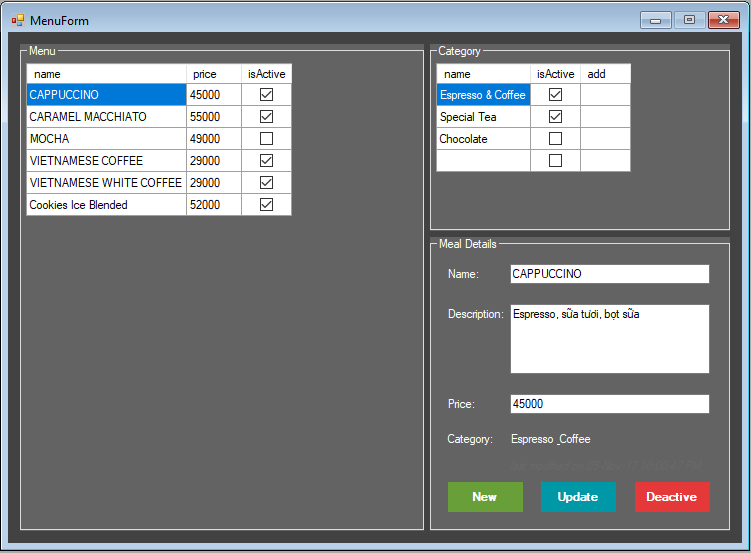 MenuForm
Menu
name price isActive
CAPPUCCINO 45000
CARAMEL MACCHIATO 55000
MOCHA 49000
VIETNAMESE COFFEE 29000
VIETNAMESE WHITE COFFEE 29000
Cookies Ice Blended 52000
Category
name isActive add
Espresso & Coffee
Special Tea
Chocolate
Meal Details
Name: CAPPUCCINO
Description: Espresso, sữa tươi, bọt sữa
Price: 45000
Category: Espresso _Coffee
New Update Deactive